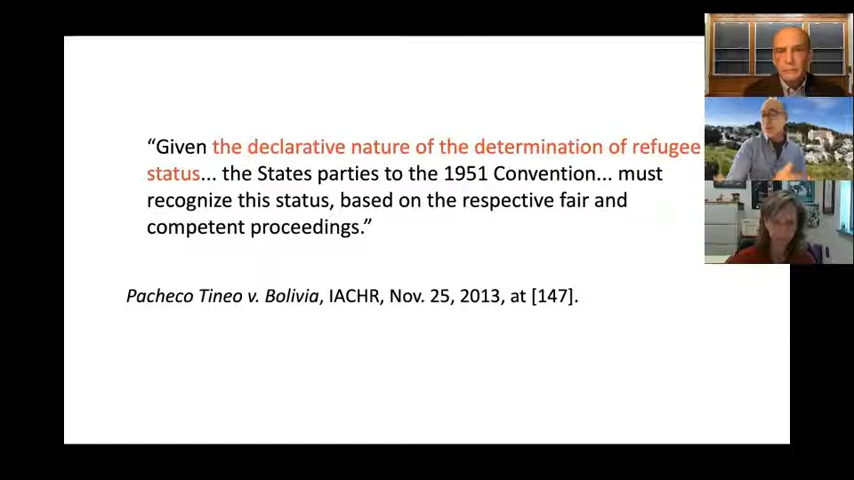 “Given the declarative nature of the determination of refugee
status... the States parties to the 1951 Convention... must
recognize this status, based on the respective fair and
competent proceedings.”
Pacheco Tineo v. Bolivia, IACHR, Nov. 25, 2013, at [147].